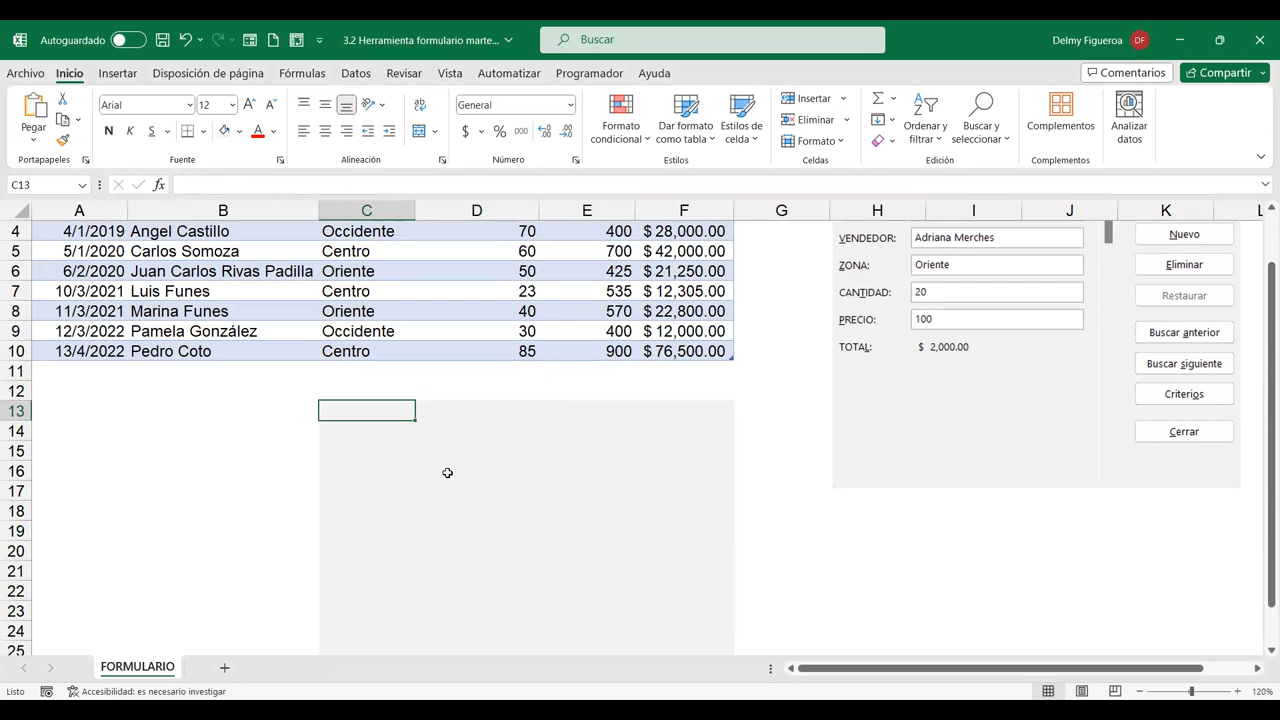 Autoguardado 3.2 Herramienta formulario marte... Buscar Delmy Figueroa DF
Archivo Inicio Insertar Disposición de página Fórmulas Datos Revisar Vista Automatizar Programador Ayuda Comentarios Compartir
Pegar
Portapapeles
Arial 12
N K S
Fuente
Alineación
General
$ % 000
Número
Formato condicional
Dar formato como tabla
Estilos de celda
Estilos
Insertar
Eliminar
Formato
Celdas
Ordenar y filtrar
Buscar y seleccionar
Edición
Complementos
Complementos
Analizar datos
C13 fx
A B C D E F G H I J K L
4 4/1/2019 Angel Castillo Occidente 70 400 $ 28,000.00
5 5/1/2020 Carlos Somoza Centro 60 700 $ 42,000.00
6 6/2/2020 Juan Carlos Rivas Padilla Oriente 50 425 $ 21,250.00
7 10/3/2021 Luis Funes Centro 23 535 $ 12,305.00
8 11/3/2021 Marina Funes Oriente 40 570 $ 22,800.00
9 12/3/2022 Pamela González Occidente 30 400 $ 12,000.00
10 13/4/2022 Pedro Coto Centro 85 900 $ 76,500.00
11
12
13
14
15
16
17
18
19
20
21
22
23
24
25
VENDEDOR: Adriana Merches
ZONA: Oriente
CANTIDAD: 20
PRECIO: 100
TOTAL: $ 2,000.00
Nuevo
Eliminar
Restaurar
Buscar anterior
Buscar siguiente
Criterios
Cerrar
FORMULARIO
Listo Accesibilidad: es necesario investigar 120%